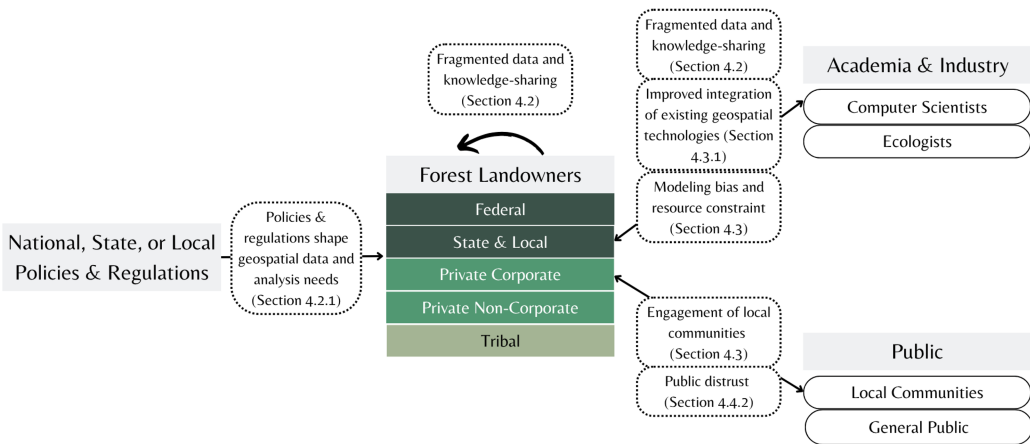 National, State, or Local
Policies & Regulations
Policies &
regulations shape
geospatial data and
analysis needs
(Section 4.2.1)
Fragmented data and
knowledge-sharing
(Section 4.2)
Forest Landowners
Federal
State & Local
Private Corporate
Private Non-Corporate
Tribal
Fragmented data and
knowledge-sharing
(Section 4.2)
Improved integration
of existing geospatial
technologies (Section
4.3.1)
Modeling bias and
resource constraint
(Section 4.3)
Academia & Industry
Computer Scientists
Ecologists
Engagement of local
communities
(Section 4.3)
Public distrust
(Section 4.4.2)
Public
Local Communities
General Public